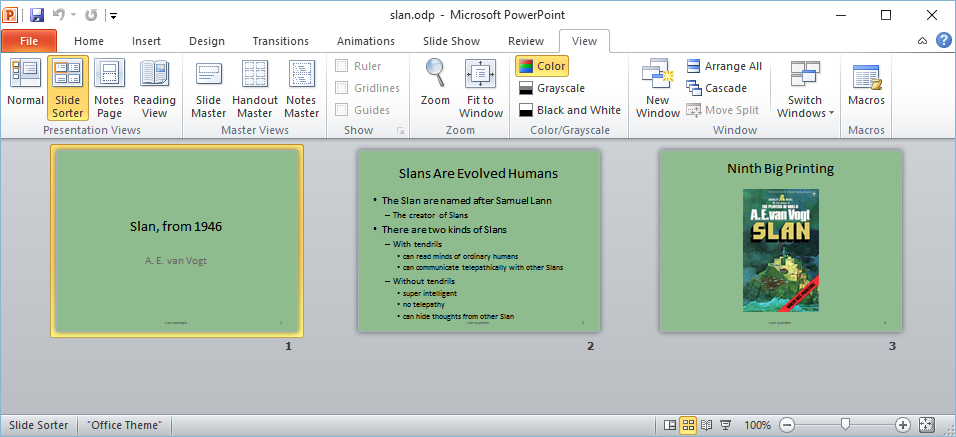 slan.odp - Microsoft PowerPoint
File Home Insert Design Transitions Animations Slide Show Review View
Normal Slide Sorter Notes Page Reading View
Presentation Views
Slide Master Handout Master Notes Master
Master Views
Ruler
Gridlines
Guides
Show
Zoom Fit to Window
Zoom
Color
Grayscale
Black and White
Color/Grayscale
New Window
Arrange All
Cascade
Move Split
Switch Windows
Window
Macros
Macros
Slan, from 1946
A. E. van Vogt
1
Slans Are Evolved Humans
• The Slan are named after Samuel Lann
– The creator of Slans
• There are two kinds of Slans
– With tendrils
• can read minds of ordinary humans
• can communicate telepathically with other Slans
– Without tendrils
• super intelligent
• no telepathy
• can hide thoughts from other Slan
2
Ninth Big Printing
A.E.van Vogt
SLAN
3
Slide Sorter "Office Theme" 100%